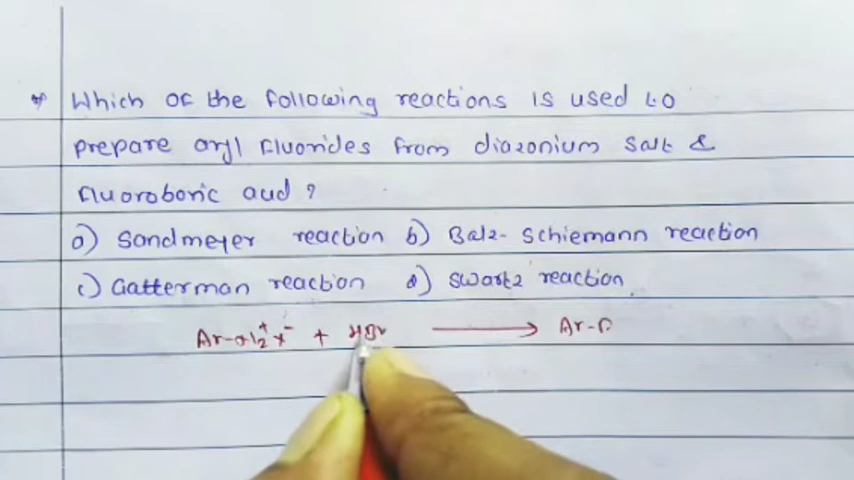 Which of the following reactions is used to
prepare aryl fluorides from diazonium salt &
fluoroboric acid ?
a) Sandmeyer reaction b) Balz-Schiemann reaction
c) Gatterman reaction d) Swartz reaction
Ar-N₂⁺X⁻ + HBr ⟶ Ar-